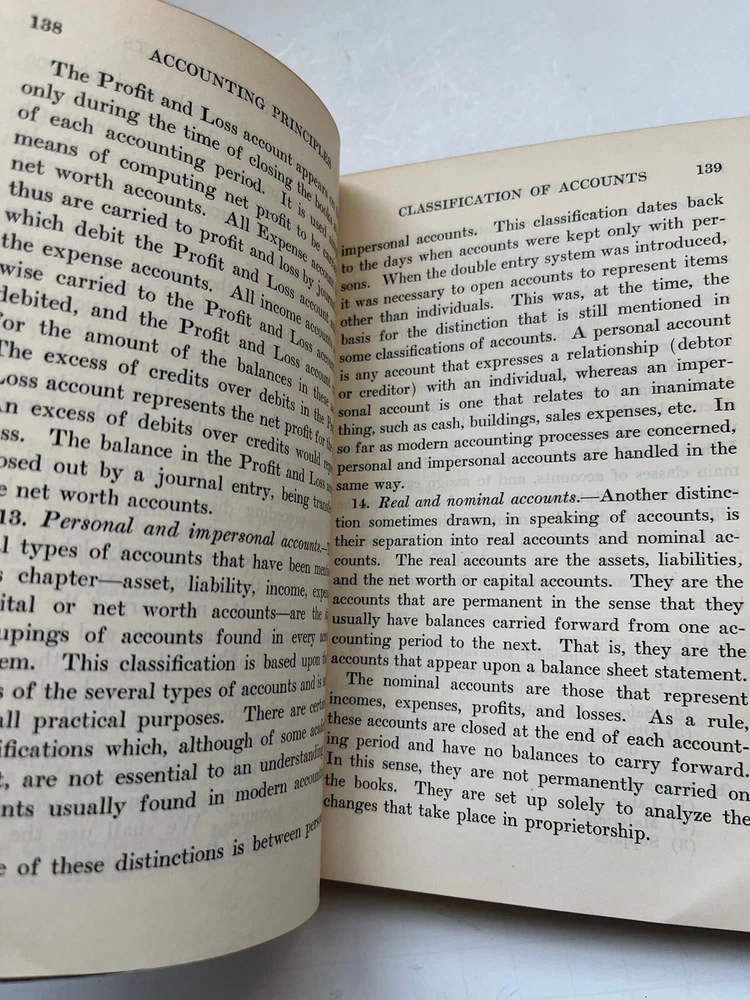 138
ACCOUNTING PRINCIPLES
The Profit and Loss account appears
only during the time of closing the books
of each accounting period. It is used
means of computing net profit to be
net worth accounts. All Expense
thus are carried to profit and loss by
which debit the Profit and Loss account
the expense accounts. All income accounts
wise carried to the Profit and Loss
debited, and the Profit and Loss account
for the amount of the balances in these
The excess of credits over debits in the
Loss account represents the net profit for the
An excess of debits over credits would
ss. The balance in the Profit and Loss
osed out by a journal entry, being
e net worth accounts.
13. Personal and impersonal accounts.—
l types of accounts that have been
s chapter—asset, liability, income,
ital or net worth accounts—are the
upings of accounts found in every
em. This classification is based upon
s of the several types of accounts and is
all practical purposes. There are
ifications which, although of some
t, are not essential to an understanding
nts usually found in modern
e of these distinctions is between
CLASSIFICATION OF ACCOUNTS 139
impersonal accounts. This classification dates back
to the days when accounts were kept only with per-
sons. When the double entry system was introduced,
it was necessary to open accounts to represent items
other than individuals. This was, at the time, the
basis for the distinction that is still mentioned in
some classifications of accounts. A personal account
is any account that expresses a relationship (debtor
or creditor) with an individual, whereas an imper-
sonal account is one that relates to an inanimate
thing, such as cash, buildings, sales expenses, etc. In
so far as modern accounting processes are concerned,
personal and impersonal accounts are handled in the
same way.
14. Real and nominal accounts.—Another distinc-
tion sometimes drawn, in speaking of accounts, is
their separation into real accounts and nominal ac-
counts. The real accounts are the assets, liabilities,
and the net worth or capital accounts. They are the
accounts that are permanent in the sense that they
usually have balances carried forward from one ac-
counting period to the next. That is, they are the
accounts that appear upon a balance sheet statement.
The nominal accounts are those that represent
incomes, expenses, profits, and losses. As a rule,
these accounts are closed at the end of each account-
ing period and have no balances to carry forward.
In this sense, they are not permanently carried on
the books. They are set up solely to analyze the
changes that take place in proprietorship.